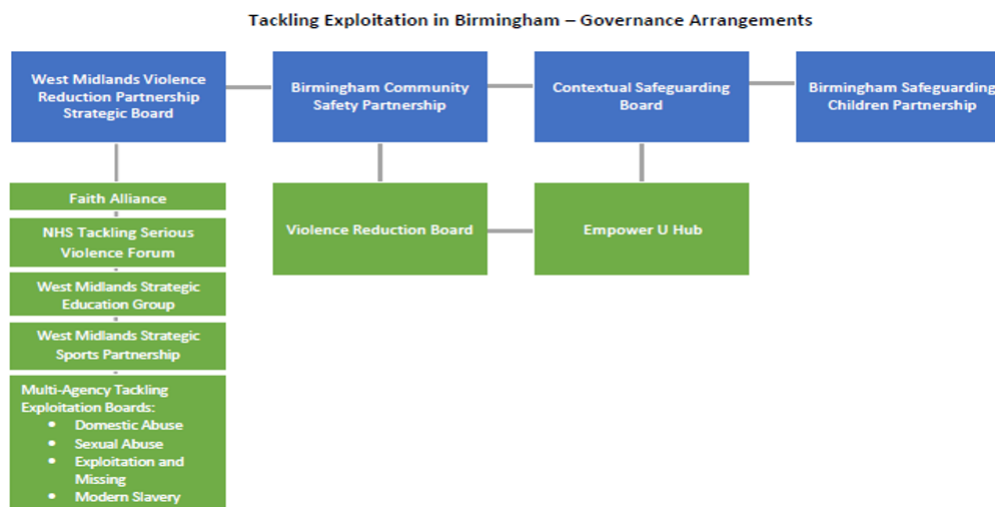 Tackling Exploitation in Birmingham – Governance Arrangements
West Midlands Violence
Reduction Partnership
Strategic Board
Birmingham Community
Safety Partnership
Contextual Safeguarding
Board
Birmingham Safeguarding
Children Partnership
Faith Alliance
NHS Tackling Serious
Violence Forum
West Midlands Strategic
Education Group
West Midlands Strategic
Sports Partnership
Multi-Agency Tackling
Exploitation Boards:
• Domestic Abuse
• Sexual Abuse
• Exploitation and
Missing
• Modern Slavery
Violence Reduction Board
Empower U Hub